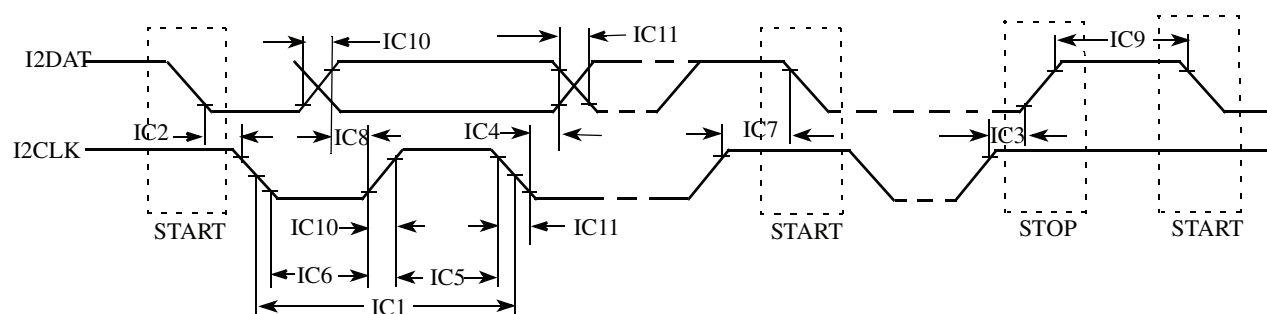 IC10 IC11 IC9
I2DAT
IC2 IC8 IC4 IC7 IC3
I2CLK
START IC10 IC11 START STOP START
IC6 IC5
IC1